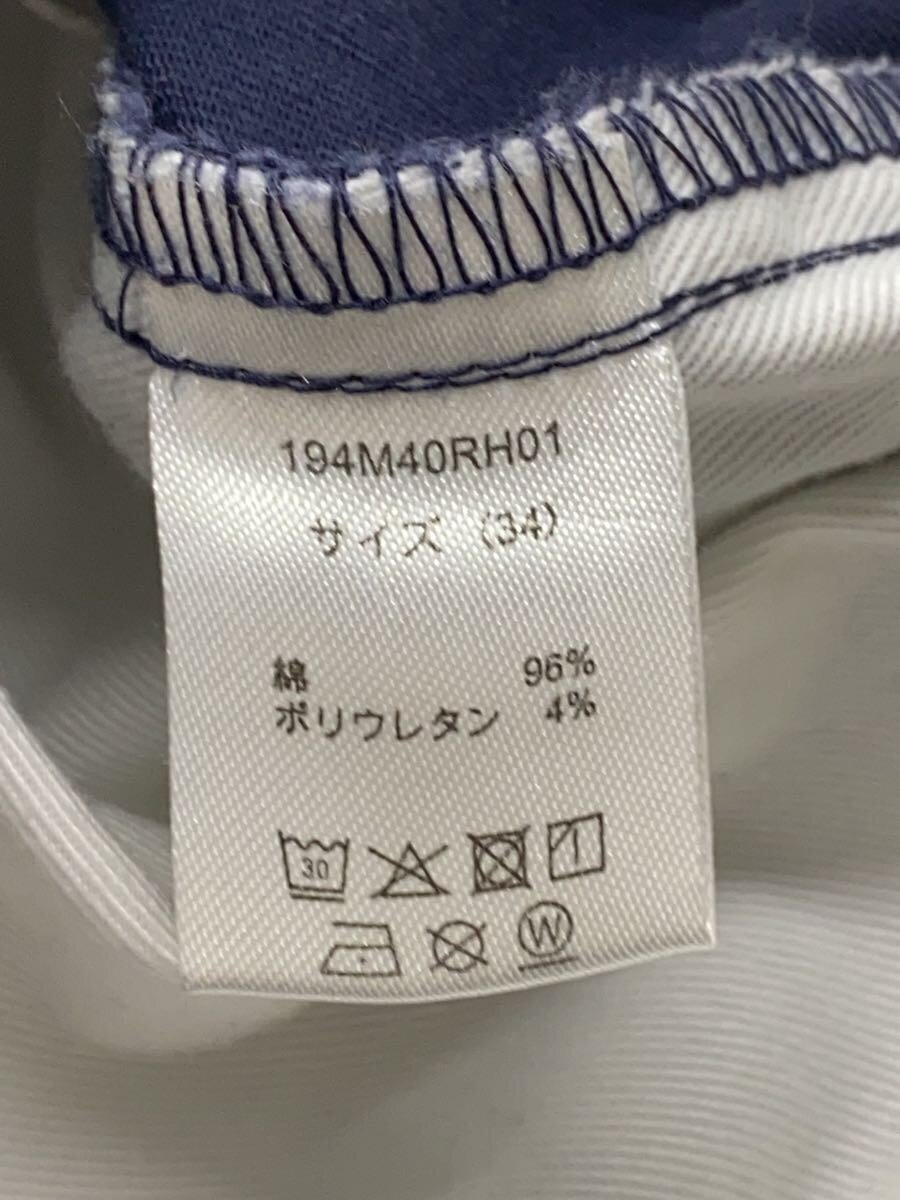 194M40RH01
サイズ (34)
綿 96%
ポリウレタン 4%
30
W